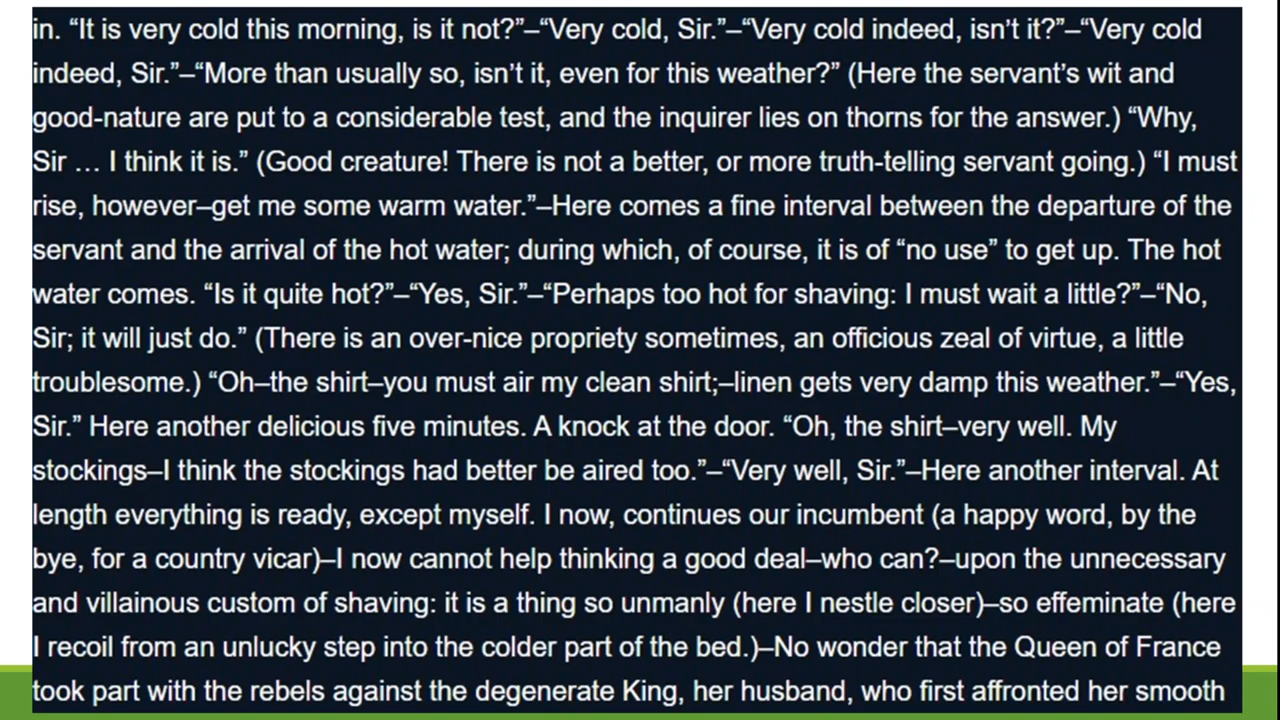 in. “It is very cold this morning, is it not?”–“Very cold, Sir.”–“Very cold indeed, isn’t it?”–“Very cold
indeed, Sir.”–“More than usually so, isn’t it, even for this weather?” (Here the servant’s wit and
good-nature are put to a considerable test, and the inquirer lies on thorns for the answer.) “Why,
Sir … I think it is.” (Good creature! There is not a better, or more truth-telling servant going.) “I must
rise, however–get me some warm water.”–Here comes a fine interval between the departure of the
servant and the arrival of the hot water; during which, of course, it is of “no use” to get up. The hot
water comes. “Is it quite hot?”–“Yes, Sir.”–“Perhaps too hot for shaving: I must wait a little?”–“No,
Sir; it will just do.” (There is an over-nice propriety sometimes, an officious zeal of virtue, a little
troublesome.) “Oh–the shirt–you must air my clean shirt;–linen gets very damp this weather.”–“Yes,
Sir.” Here another delicious five minutes. A knock at the door. “Oh, the shirt–very well. My
stockings–I think the stockings had better be aired too.”–“Very well, Sir.”–Here another interval. At
length everything is ready, except myself. I now, continues our incumbent (a happy word, by the
bye, for a country vicar)–I now cannot help thinking a good deal–who can?–upon the unnecessary
and villainous custom of shaving: it is a thing so unmanly (here I nestle closer)–so effeminate (here
I recoil from an unlucky step into the colder part of the bed.)–No wonder that the Queen of France
took part with the rebels against the degenerate King, her husband, who first affronted her smooth